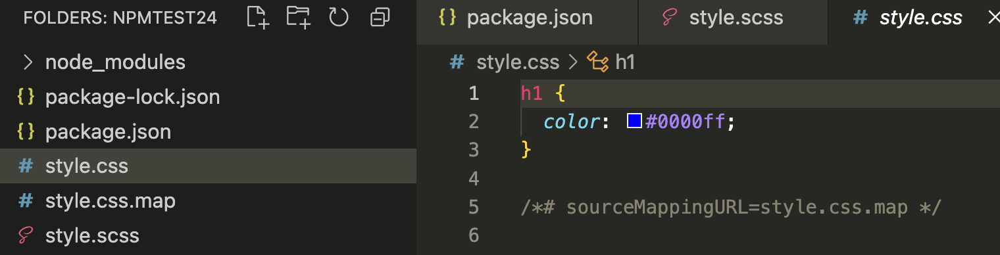 FOLDERS: NPMTEST24
node_modules
{} package-lock.json
{} package.json
# style.css
# style.css.map
style.scss
{} package.json
style.scss
# style.css
# style.css > h1
1 h1 {
2 color: #0000ff;
3 }
4
5 /*# sourceMappingURL=style.css.map */
6